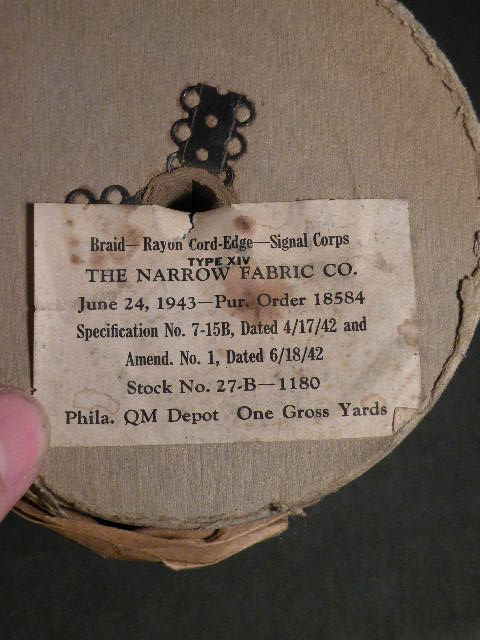 Braid—Rayon Cord-Edge—Signal Corps
TYPE XIV
THE NARROW FABRIC CO.
June 24, 1943—Pur. Order 18584
Specification No. 7-15B, Dated 4/17/42 and
Amend. No. 1, Dated 6/18/42
Stock No. 27-B—1180
Phila. QM Depot One Gross Yards